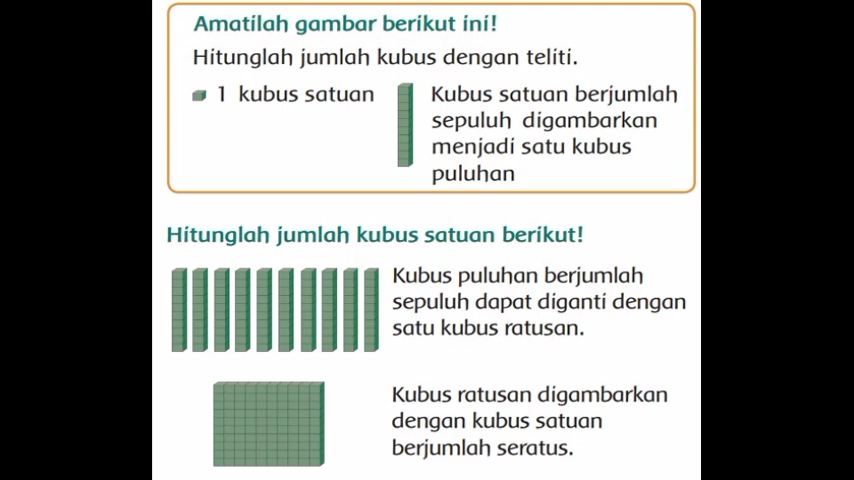 Amatilah gambar berikut ini!
Hitunglah jumlah kubus dengan teliti.
1 kubus satuan
Kubus satuan berjumlah
sepuluh digambarkan
menjadi satu kubus
puluhan
Hitunglah jumlah kubus satuan berikut!
Kubus puluhan berjumlah
sepuluh dapat diganti dengan
satu kubus ratusan.
Kubus ratusan digambarkan
dengan kubus satuan
berjumlah seratus.